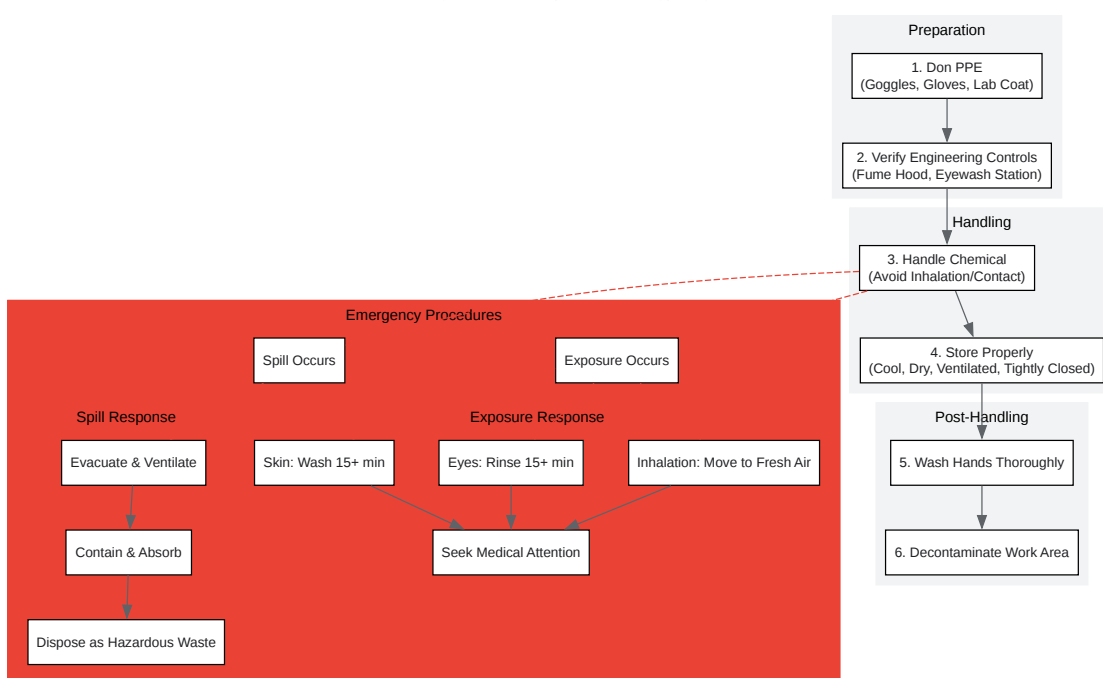 Preparation
1. Don PPE
(Goggles, Gloves, Lab Coat)
2. Verify Engineering Controls
(Fume Hood, Eyewash Station)
Handling
3. Handle Chemical
(Avoid Inhalation/Contact)
4. Store Properly
(Cool, Dry, Ventilated, Tightly Closed)
Post-Handling
5. Wash Hands Thoroughly
6. Decontaminate Work Area
Emergency Procedures
Spill Occurs
Exposure Occurs
Spill Response
Evacuate & Ventilate
Contain & Absorb
Dispose as Hazardous Waste
Exposure Response
Skin: Wash 15+ min
Eyes: Rinse 15+ min
Inhalation: Move to Fresh Air
Seek Medical Attention